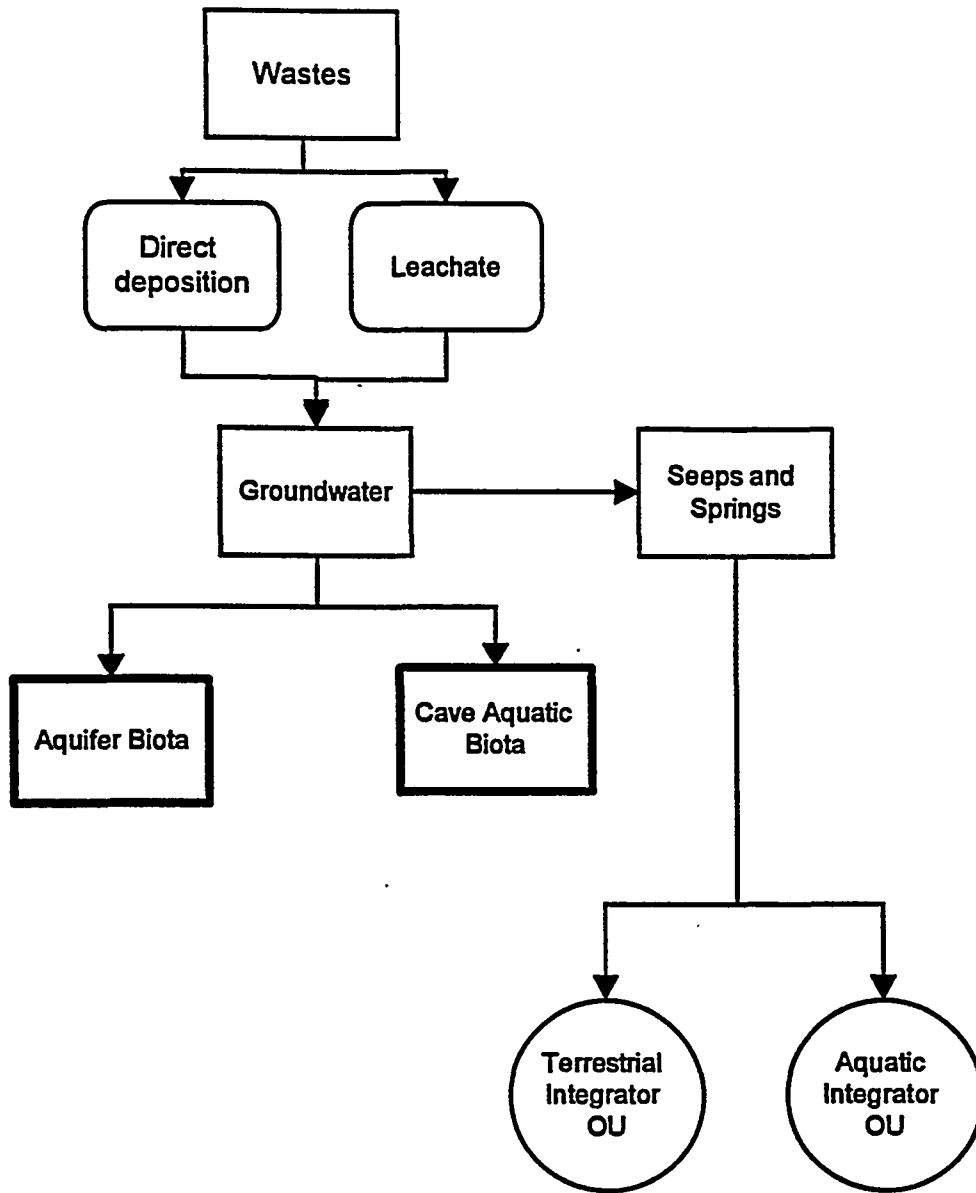 Wastes
Direct
deposition
Leachate
Groundwater
Seeps and
Springs
Aquifer Biota
Cave Aquatic
Biota
Terrestrial
Integrator
OU
Aquatic
Integrator
OU